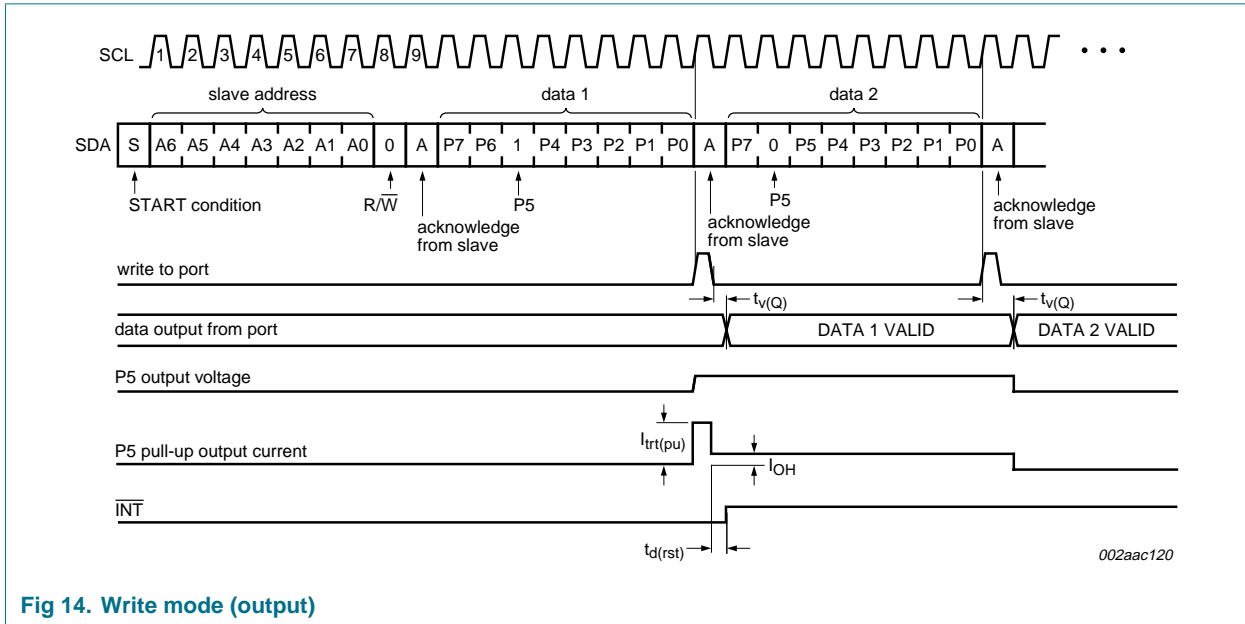 SCL 1 2 3 4 5 6 7 8 9
slave address data 1 data 2
SDA S A6 A5 A4 A3 A2 A1 A0 0 A P7 P6 1 P4 P3 P2 P1 P0 A P7 0 P5 P4 P3 P2 P1 P0 A
START condition R/W P5 P5
acknowledge
from slave
acknowledge
from slave
acknowledge
from slave
write to port
tv(Q) tv(Q)
data output from port DATA 1 VALID DATA 2 VALID
P5 output voltage
Itrt(pu)
P5 pull-up output current
IOH
INT
td(rst)
002aac120
Fig 14. Write mode (output)